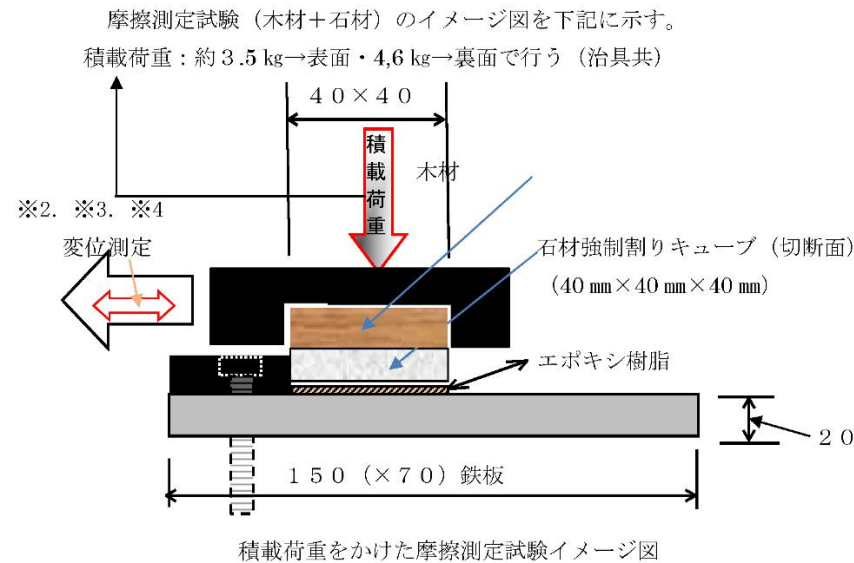 摩擦測定試験（木材＋石材）のイメージ図を下記に示す。
積載荷重：約３.5 ㎏→表面・4,6 ㎏→裏面で行う（治具共）
４０×４０
積載荷重
木材
※2. ※3. ※4
変位測定
石材強制割りキューブ（切断面）
（40 ㎜×40 ㎜×40 ㎜）
エポキシ樹脂
２０
１５０（×７０）鉄板
積載荷重をかけた摩擦測定試験イメージ図